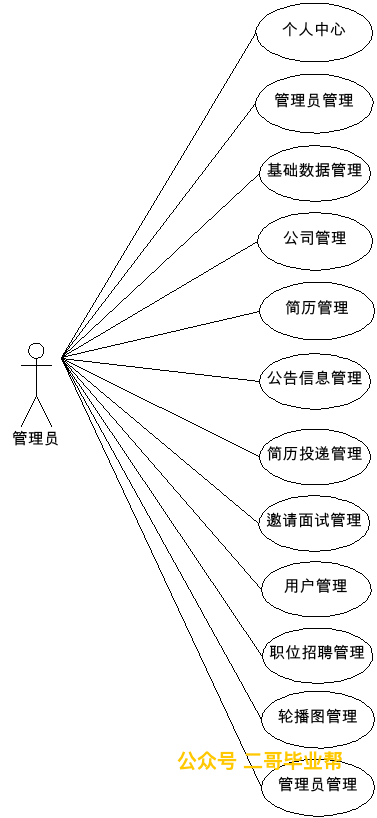 个人中心
管理员管理
基础数据管理
公司管理
简历管理
公告信息管理
管理员
简历投递管理
邀请面试管理
用户管理
职位招聘管理
轮播图管理
公众号 二哥毕业帮
管理员管理